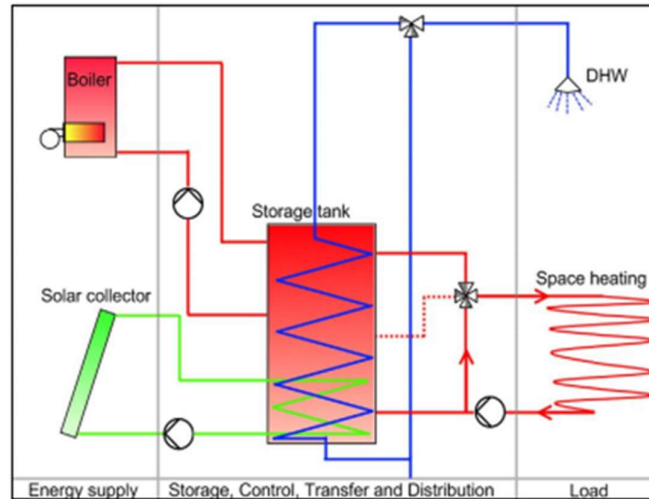 Boiler
DHW
Storage tank
Solar collector
Space heating
Energy supply
Storage, Control, Transfer and Distribution
Load